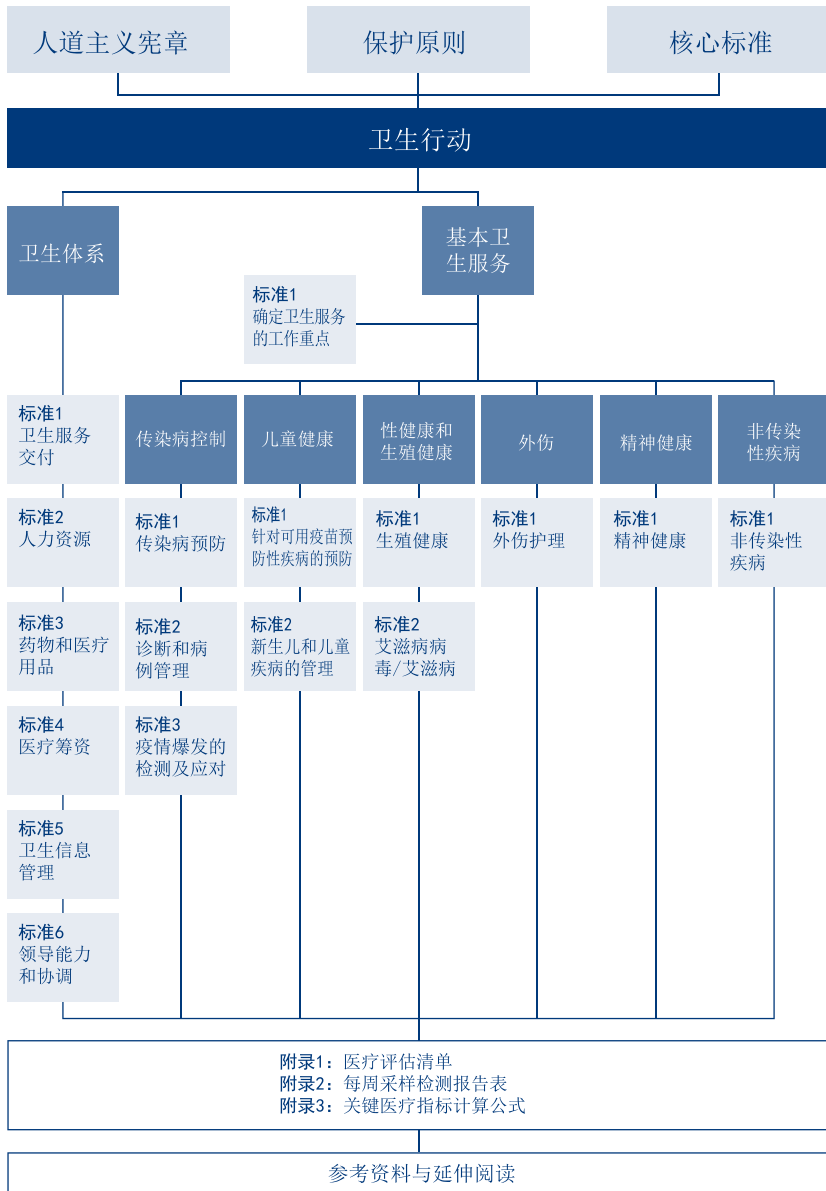 人道主义宪章
保护原则
核心标准
卫生行动
卫生体系
基本卫
生服务
标准1
确定卫生服务
的工作重点
标准1
卫生服务
交付
标准2
人力资源
标准3
药物和医疗
用品
标准4
医疗筹资
标准5
卫生信息
管理
标准6
领导能力
和协调
传染病控制
标准1
传染病预防
标准2
诊断和病
例管理
标准3
疫情爆发的
检测及应对
儿童健康
标准1
针对可用疫苗预
防性疾病的预防
标准2
新生儿和儿童
疾病的管理
性健康和
生殖健康
标准1
生殖健康
标准2
艾滋病病
毒/艾滋病
外伤
标准1
外伤护理
精神健康
标准1
精神健康
非传染
性疾病
标准1
非传染性
疾病
附录1：医疗评估清单
附录2：每周采样检测报告表
附录3：关键医疗指标计算公式
参考资料与延伸阅读